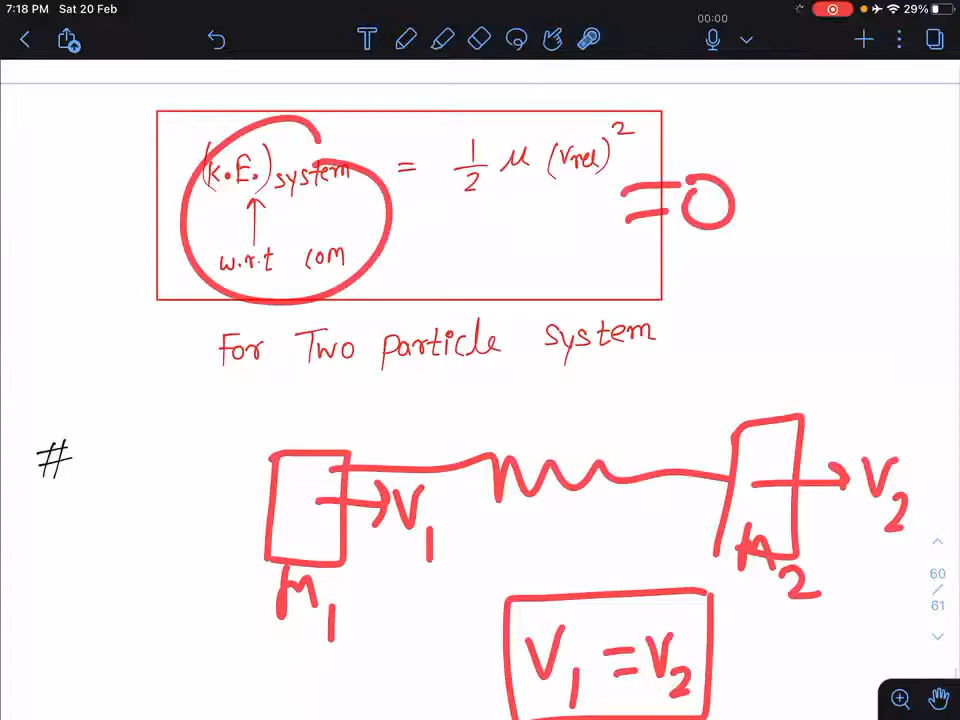 7:18 PM Sat 20 Feb
29%
00:00
(K.E.)system = 1/2 μ (Vrel)²
= 0
w.r.t COM
For Two particle system
#
V1
V2
M1
M2
V1 = V2
60
/
61